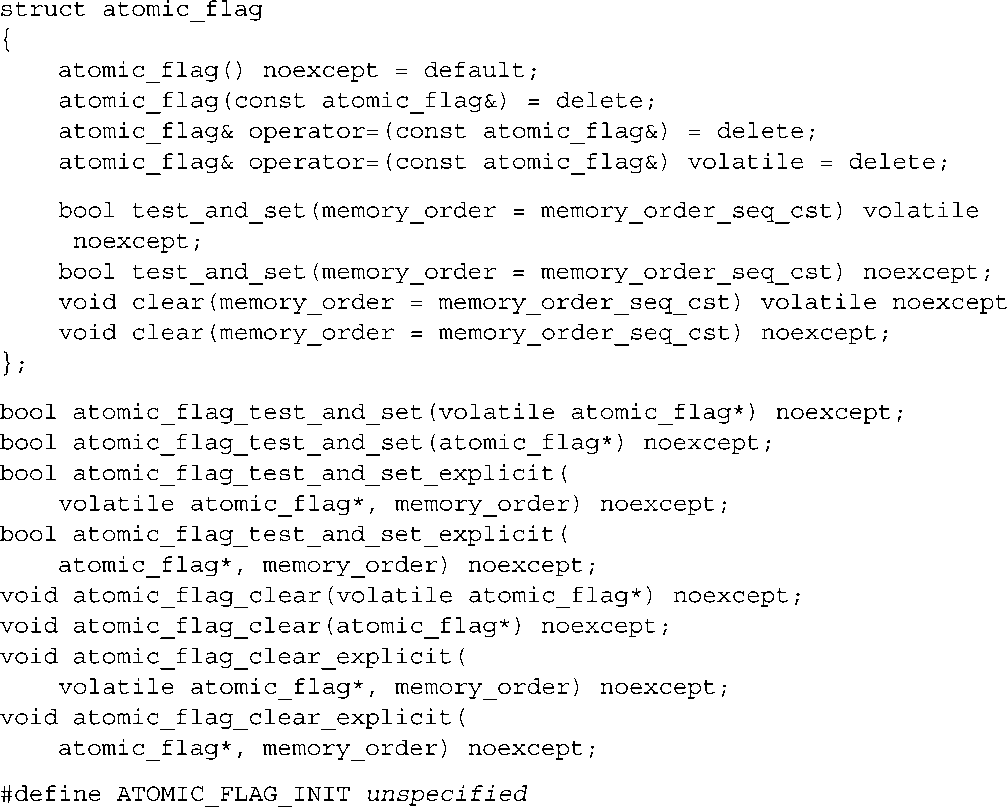 struct atomic_flag
{
    atomic_flag() noexcept = default;
    atomic_flag(const atomic_flag&) = delete;
    atomic_flag& operator=(const atomic_flag&) = delete;
    atomic_flag& operator=(const atomic_flag&) volatile = delete;
    bool test_and_set(memory_order = memory_order_seq_cst) volatile
     noexcept;
    bool test_and_set(memory_order = memory_order_seq_cst) noexcept;
    void clear(memory_order = memory_order_seq_cst) volatile noexcept
    void clear(memory_order = memory_order_seq_cst) noexcept;
};
bool atomic_flag_test_and_set(volatile atomic_flag*) noexcept;
bool atomic_flag_test_and_set(atomic_flag*) noexcept;
bool atomic_flag_test_and_set_explicit(
    volatile atomic_flag*, memory_order) noexcept;
bool atomic_flag_test_and_set_explicit(
    atomic_flag*, memory_order) noexcept;
void atomic_flag_clear(volatile atomic_flag*) noexcept;
void atomic_flag_clear(atomic_flag*) noexcept;
void atomic_flag_clear_explicit(
    volatile atomic_flag*, memory_order) noexcept;
void atomic_flag_clear_explicit(
    atomic_flag*, memory_order) noexcept;
#define ATOMIC_FLAG_INIT unspecified